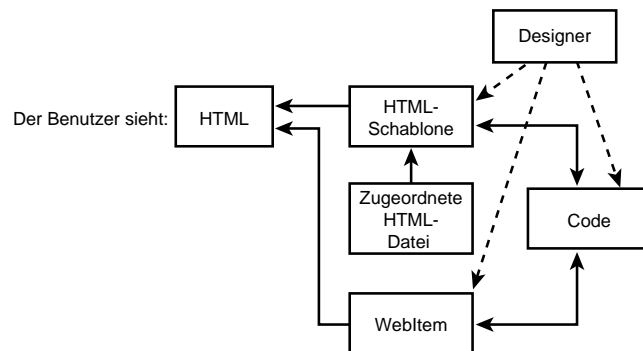 Designer
Der Benutzer sieht:
HTML
HTML-
Schablone
Zugeordnete
HTML-
Datei
Code
WebItem